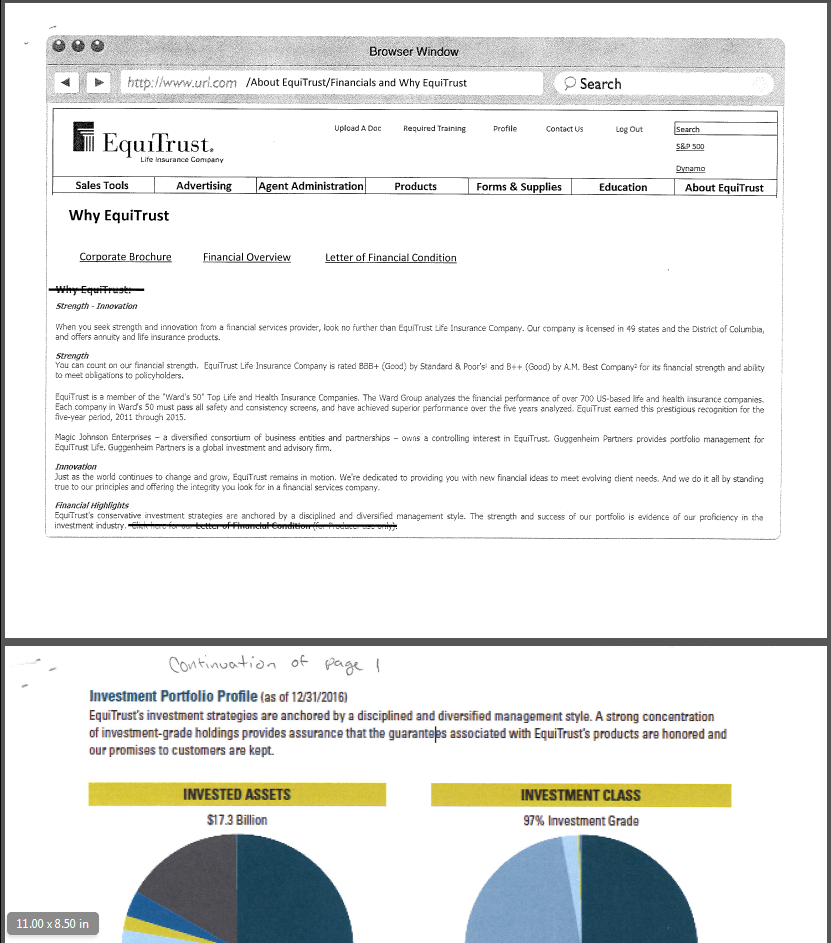 Browser Window
http://www.url.com /About EquiTrust/Financials and Why EquiTrust
Search
Upload A Doc Required Training Profile Contact Us Log Out Search
EquiTrust.
Life Insurance Company
S&P 500
Dynamo
Sales Tools Advertising Agent Administration Products Forms & Supplies Education About EquiTrust
Why EquiTrust
Corporate Brochure Financial Overview Letter of Financial Condition
Why EquiTrust:
Strength - Innovation
When you seek strength and innovation from a financial services provider, look no further than EquiTrust Life Insurance Company. Our company is licensed in 49 states and the District of Columbia,
and offers annuity and life insurance products.
Strength
You can count on our financial strength. EquiTrust Life Insurance Company is rated BBB+ (Good) by Standard & Poor's¹ and B++ (Good) by A.M. Best Company² for its financial strength and ability
to meet obligations to policyholders.
EquiTrust is a member of the "Ward's 50" Top Life and Health Insurance Companies. The Ward Group analyzes the financial performance of over 700 US-based life and health insurance companies.
Each company in Ward's 50 must pass all safety and consistency screens, and have achieved superior performance over the five years analyzed. EquiTrust earned this prestigious recognition for the
five-year period, 2011 through 2015.
Magic Johnson Enterprises – a diversified consortium of business entities and partnerships – owns a controlling interest in EquiTrust. Guggenheim Partners provides portfolio management for
EquiTrust Life. Guggenheim Partners is a global investment and advisory firm.
Innovation
Just as the world continues to change and grow, EquiTrust remains in motion. We're dedicated to providing you with new financial ideas to meet evolving client needs. And we do it all by standing
true to our principles and offering the integrity you look for in a financial services company.
Financial Highlights
EquiTrust's conservative investment strategies are anchored by a disciplined and diversified management style. The strength and success of our portfolio is evidence of our proficiency in the
investment industry. Click here for our Letter of Financial Condition (for Producer use only).
Continuation of page 1
Investment Portfolio Profile (as of 12/31/2016)
EquiTrust's investment strategies are anchored by a disciplined and diversified management style. A strong concentration
of investment-grade holdings provides assurance that the guarantees associated with EquiTrust's products are honored and
our promises to customers are kept.
INVESTED ASSETS INVESTMENT CLASS
$17.3 Billion 97% Investment Grade
11.00 x 8.50 in